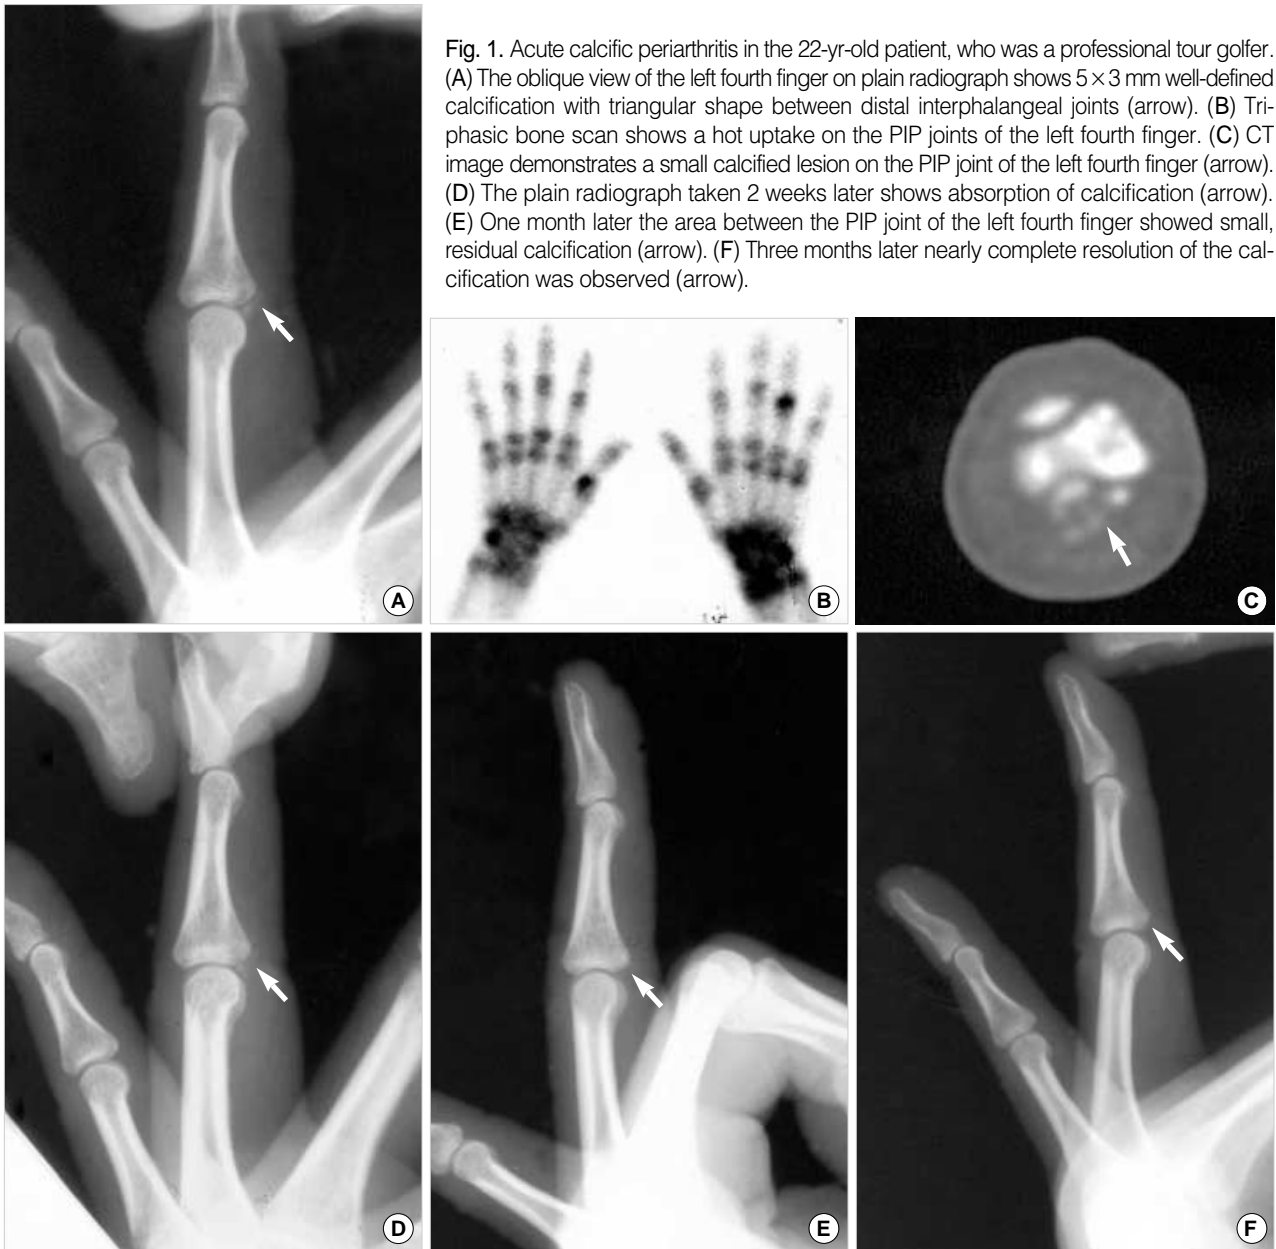 Fig. 1. Acute calcific periarthritis in the 22-yr-old patient, who was a professional tour golfer.
(A) The oblique view of the left fourth finger on plain radiograph shows 5×3 mm well-defined
calcification with triangular shape between distal interphalangeal joints (arrow). (B) Tri-
phasic bone scan shows a hot uptake on the PIP joints of the left fourth finger. (C) CT
image demonstrates a small calcified lesion on the PIP joint of the left fourth finger (arrow).
(D) The plain radiograph taken 2 weeks later shows absorption of calcification (arrow).
(E) One month later the area between the PIP joint of the left fourth finger showed small,
residual calcification (arrow). (F) Three months later nearly complete resolution of the cal-
cification was observed (arrow).
A
B
C
D
E
F